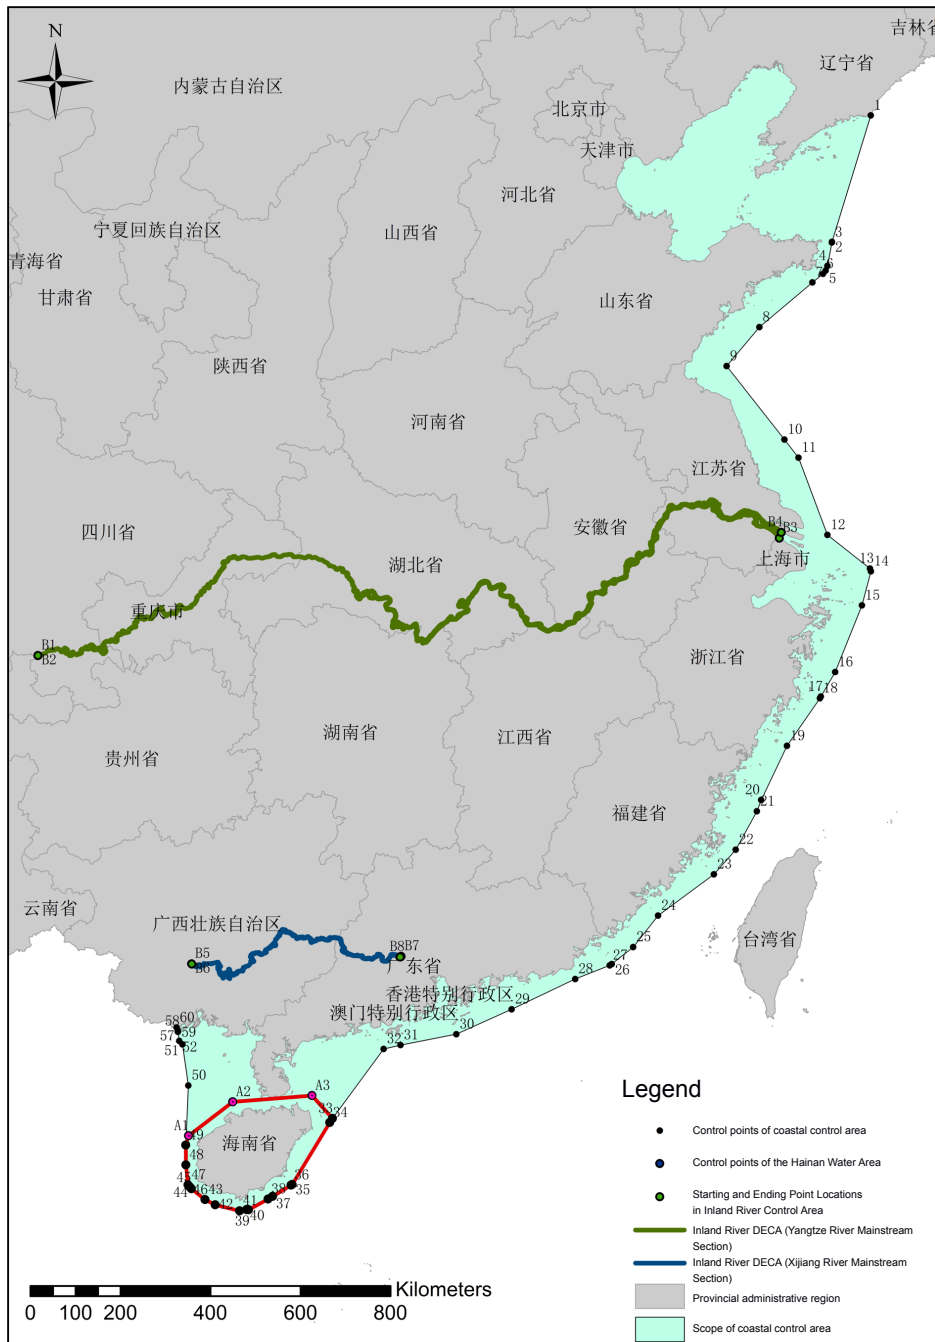 N
吉林省
辽宁省
内蒙古自治区
北京市
1
天津市
河北省
宁夏回族自治区
山西省
3
2
青海省
4
6
7
5
甘肃省
山东省
8
陕西省
9
河南省
10
11
江苏省
四川省
安徽省
B4
B3
12
上海市
湖北省
13
14
重庆市
15
B1
B2
浙江省
16
17
18
湖南省
江西省
贵州省
19
20
21
福建省
22
23
云南省
广西壮族自治区
24
台湾省
25
B5
B6
B8
B7
广东省
27
26
28
香港特别行政区
29
澳门特别行政区
30
58
60
57
59
51
52
32
31
50
A2
A3
33
34
A1
49
海南省
48
45
47
44
46
43
42
36
35
38
37
41
40
39
Legend
Control points of coastal control area
Control points of the Hainan Water Area
Starting and Ending Point Locations
in Inland River Control Area
Inland River DECA (Yangtze River Mainstream
Section)
Inland River DECA (Xijiang River Mainstream
Section)
Provincial administrative region
Scope of coastal control area
Kilometers
0 200 400 600 800